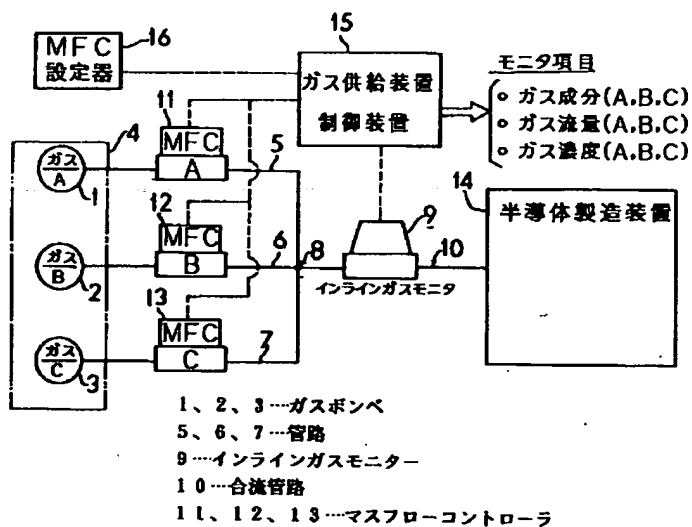 16
MFC
設定器
15
ガス供給装置
制御装置
モニタ項目
○ ガス成分(A.B.C)
○ ガス流量(A.B.C)
○ ガス濃度(A.B.C)
4
11
MFC
A
5
ガス
A
1
12
MFC
B
6
8
ガス
B
2
13
MFC
C
7
ガス
C
3
9
10
インラインガスモニタ
14
半導体製造装置
1、2、3…ガスボンベ
5、6、7…管路
9…インラインガスモニター
10…合流管路
11、12、13…マスフローコントローラ